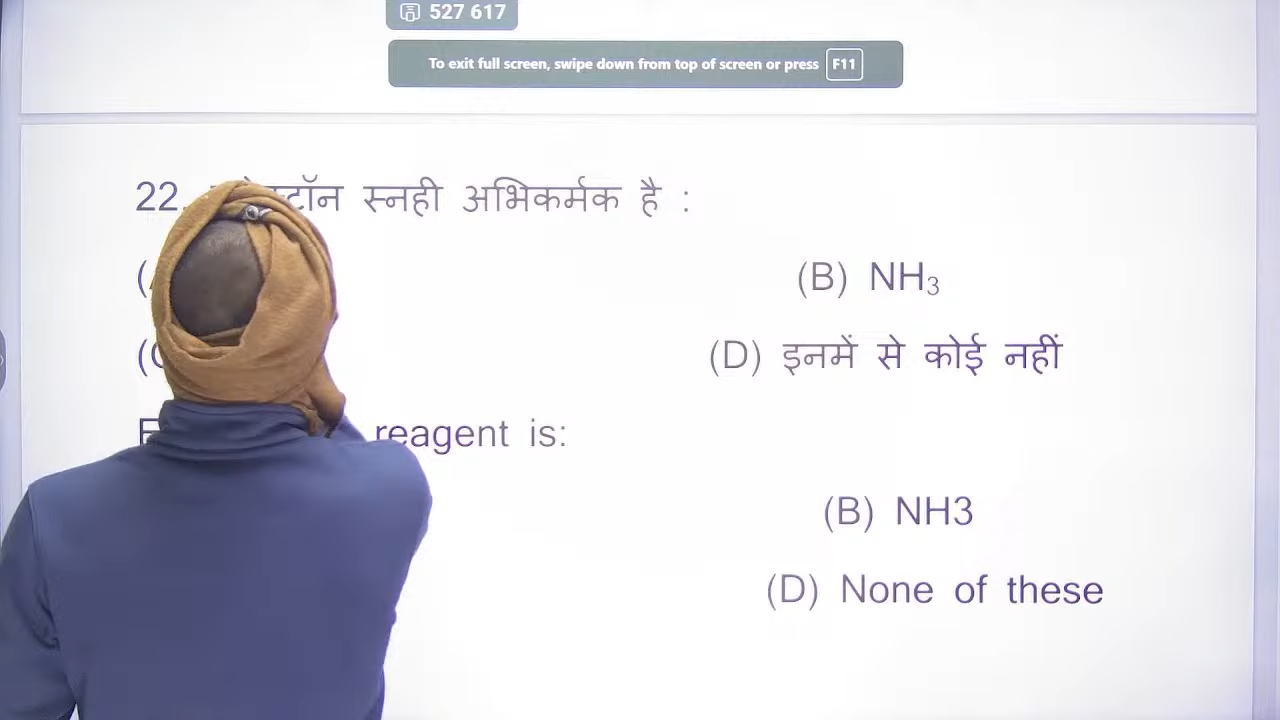 527 617
To exit full screen, swipe down from top of screen or press F11
22. स्नही अभिकर्मक है :
(B) NH₃
(D) इनमें से कोई नहीं
reagent is:
(B) NH3
(D) None of these